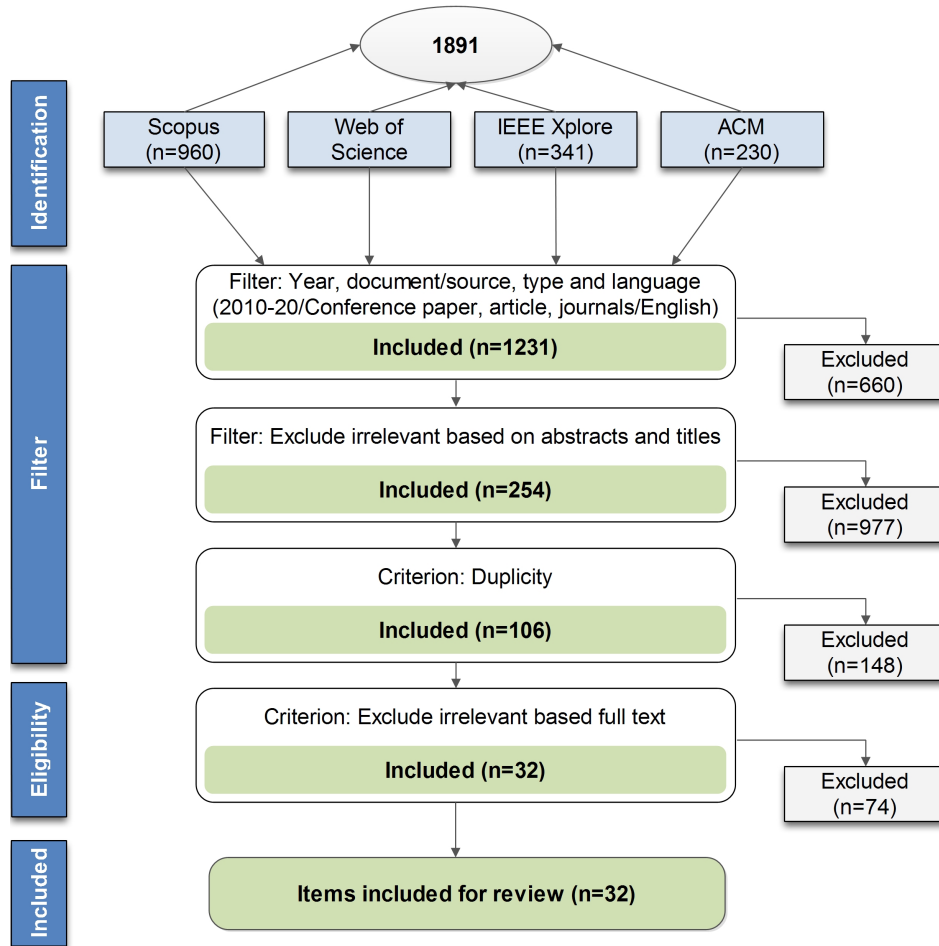 1891
Identification
Scopus
(n=960)
Web of
Science
IEEE Xplore
(n=341)
ACM
(n=230)
Filter
Filter: Year, document/source, type and language
(2010-20/Conference paper, article, journals/English)
Included (n=1231)
Excluded
(n=660)
Filter: Exclude irrelevant based on abstracts and titles
Included (n=254)
Excluded
(n=977)
Criterion: Duplicity
Included (n=106)
Excluded
(n=148)
Eligibility
Criterion: Exclude irrelevant based full text
Included (n=32)
Excluded
(n=74)
Included
Items included for review (n=32)